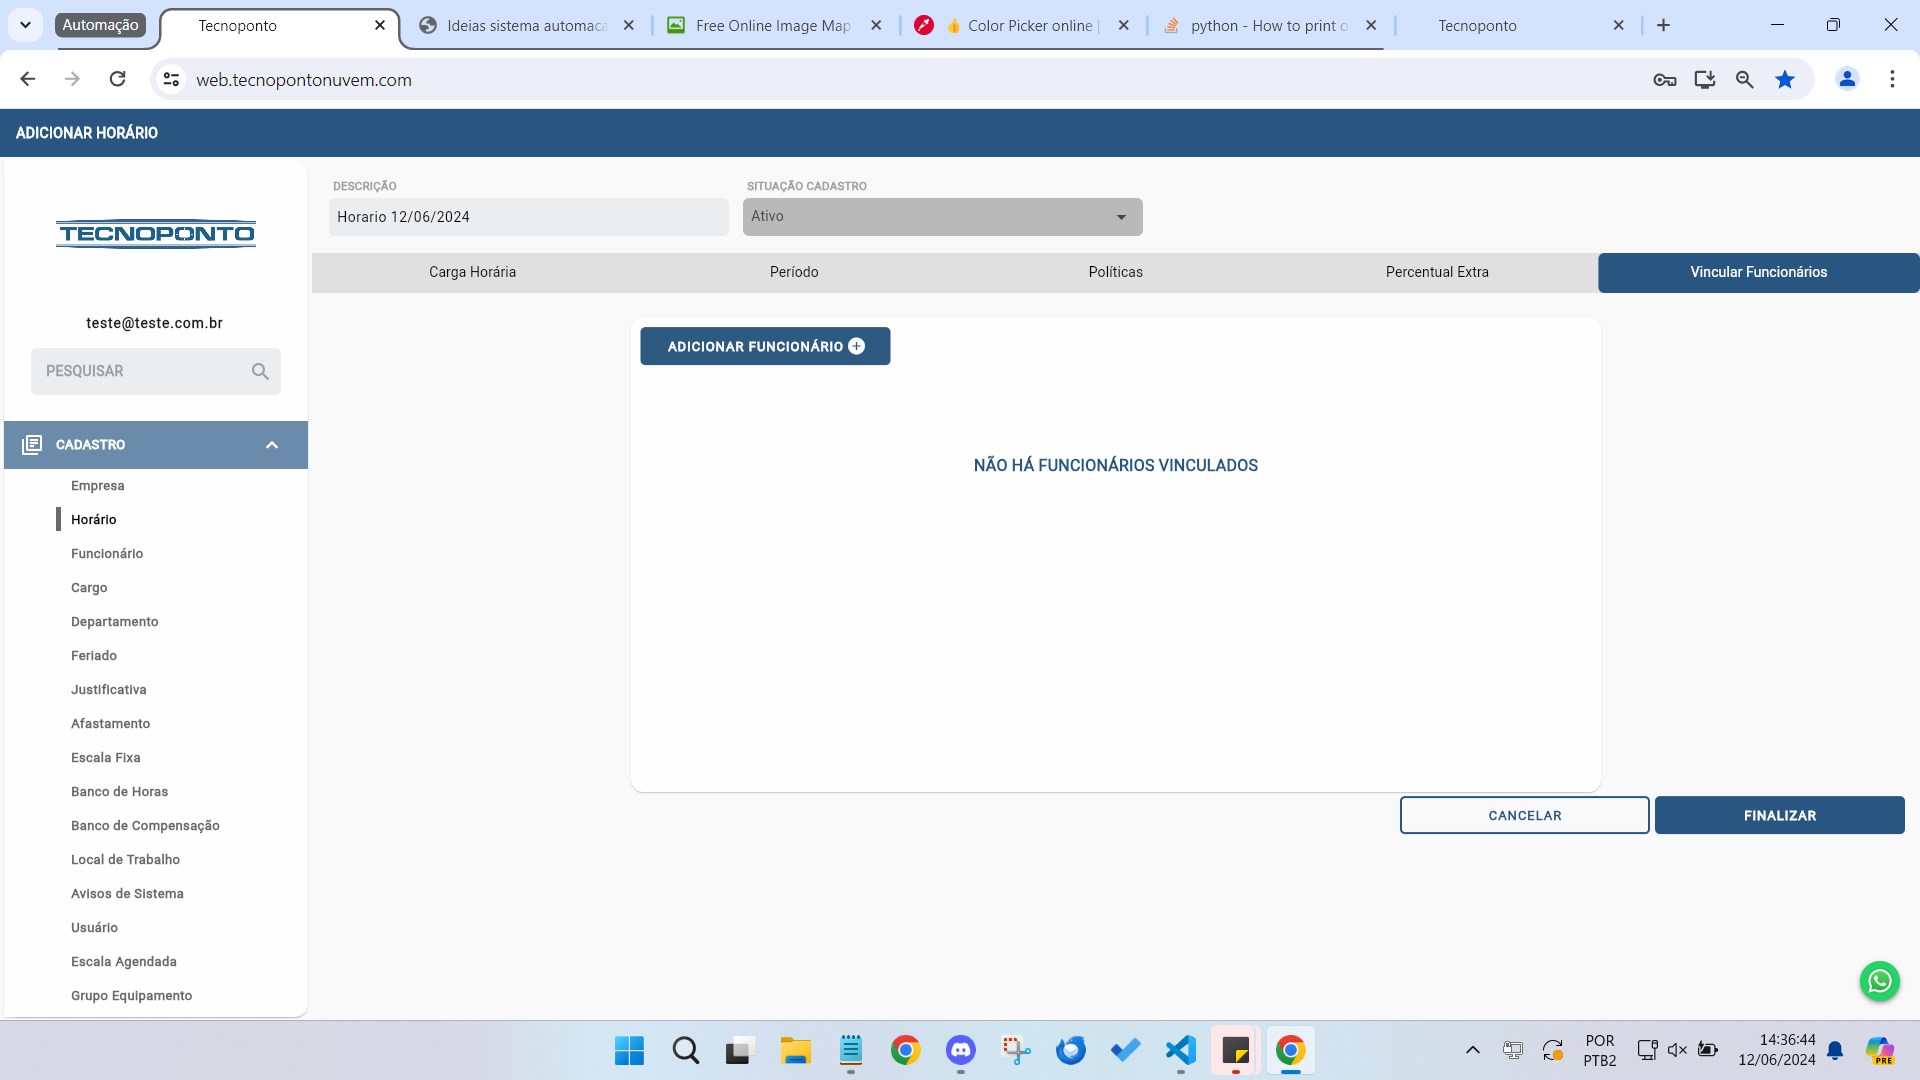 Automação
Tecnoponto
Ideias sistema automaca
Free Online Image Map
👍 Color Picker online |
python - How to print o
Tecnoponto
web.tecnopontonuvem.com
ADICIONAR HORÁRIO
TECNOPONTO
teste@teste.com.br
PESQUISAR
CADASTRO
Empresa
Horário
Funcionário
Cargo
Departamento
Feriado
Justificativa
Afastamento
Escala Fixa
Banco de Horas
Banco de Compensação
Local de Trabalho
Avisos de Sistema
Usuário
Escala Agendada
Grupo Equipamento
DESCRIÇÃO
Horario 12/06/2024
SITUAÇÃO CADASTRO
Ativo
Carga Horária
Período
Políticas
Percentual Extra
Vincular Funcionários
ADICIONAR FUNCIONÁRIO
NÃO HÁ FUNCIONÁRIOS VINCULADOS
CANCELAR
FINALIZAR
POR
PTB2
14:36:44
12/06/2024
PRE